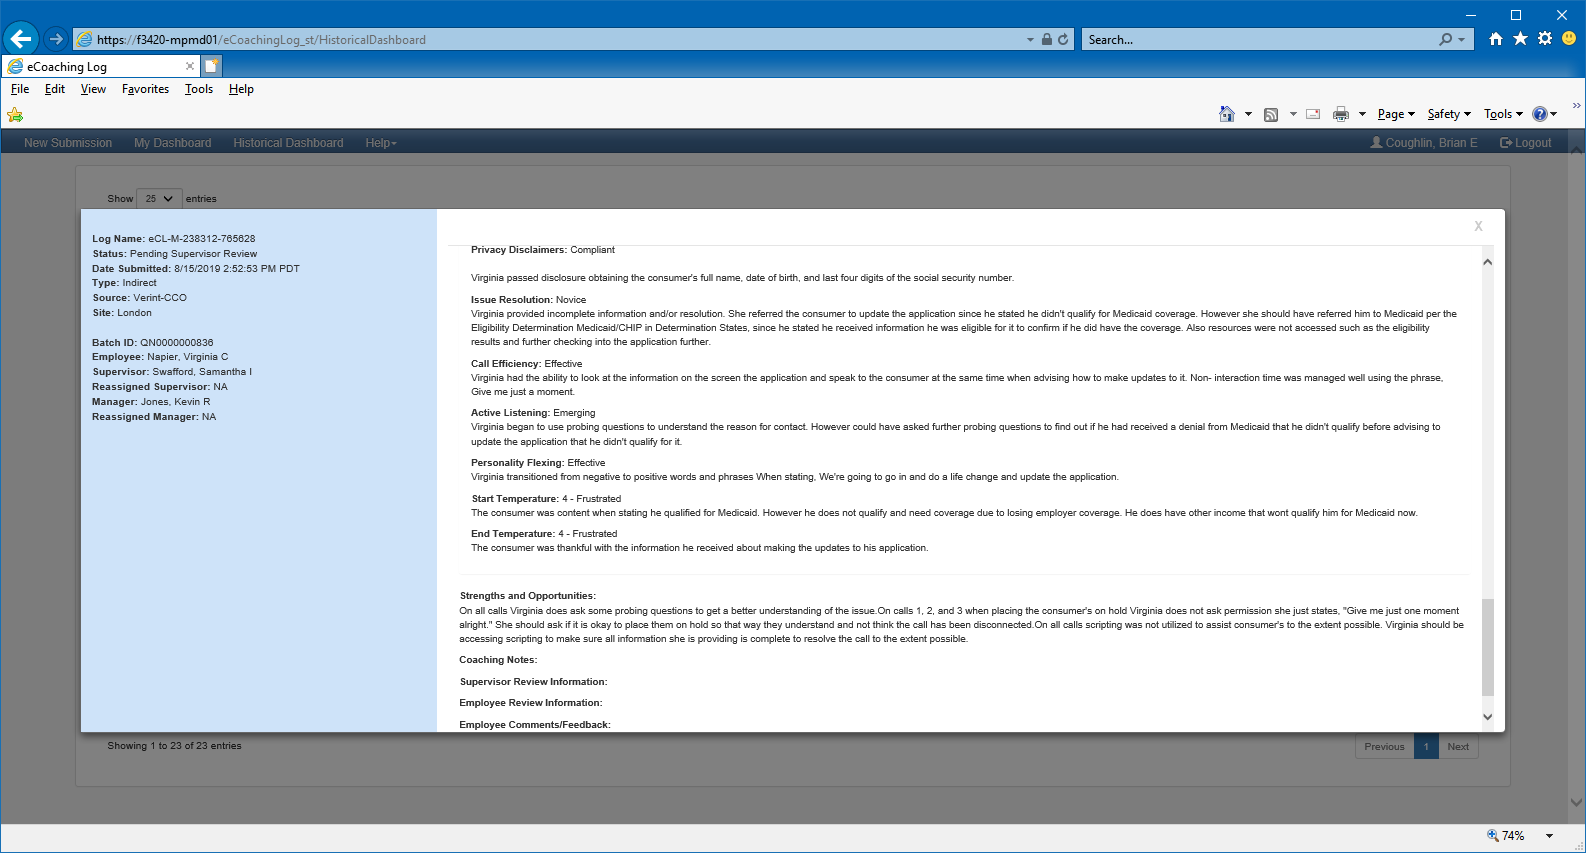 https://f3420-mpmd01/eCoachingLog_st/HistoricalDashboard
Search...
eCoaching Log
File Edit View Favorites Tools Help
Page Safety Tools
New Submission My Dashboard Historical Dashboard Help
Coughlin, Brian E Logout
Show 25 entries
X
Log Name: eCL-M-238312-765628
Status: Pending Supervisor Review
Date Submitted: 8/15/2019 2:52:53 PM PDT
Type: Indirect
Source: Verint-CCO
Site: London
Batch ID: QN0000000836
Employee: Napier, Virginia C
Supervisor: Swafford, Samantha I
Reassigned Supervisor: NA
Manager: Jones, Kevin R
Reassigned Manager: NA
Privacy Disclaimers: Compliant
Virginia passed disclosure obtaining the consumer's full name, date of birth, and last four digits of the social security number.
Issue Resolution: Novice
Virginia provided incomplete information and/or resolution. She referred the consumer to update the application since he stated he didn't qualify for Medicaid coverage. However she should have referred him to Medicaid per the
Eligibility Determination Medicaid/CHIP in Determination States, since he stated he received information he was eligible for it to confirm if he did have the coverage. Also resources were not accessed such as the eligibility
results and further checking into the application further.
Call Efficiency: Effective
Virginia had the ability to look at the information on the screen the application and speak to the consumer at the same time when advising how to make updates to it. Non- interaction time was managed well using the phrase,
Give me just a moment.
Active Listening: Emerging
Virginia began to use probing questions to understand the reason for contact. However could have asked further probing questions to find out if he had received a denial from Medicaid that he didn't qualify before advising to
update the application that he didn't qualify for it.
Personality Flexing: Effective
Virginia transitioned from negative to positive words and phrases When stating, We're going to go in and do a life change and update the application.
Start Temperature: 4 - Frustrated
The consumer was content when stating he qualified for Medicaid. However he does not qualify and need coverage due to losing employer coverage. He does have other income that wont qualify him for Medicaid now.
End Temperature: 4 - Frustrated
The consumer was thankful with the information he received about making the updates to his application.
Strengths and Opportunities:
On all calls Virginia does ask some probing questions to get a better understanding of the issue.On calls 1, 2, and 3 when placing the consumer's on hold Virginia does not ask permission she just states, "Give me just one moment
alright." She should ask if it is okay to place them on hold so that way they understand and not think the call has been disconnected.On all calls scripting was not utilized to assist consumer's to the extent possible. Virginia should be
accessing scripting to make sure all information she is providing is complete to resolve the call to the extent possible.
Coaching Notes:
Supervisor Review Information:
Employee Review Information:
Employee Comments/Feedback:
Showing 1 to 23 of 23 entries
Previous 1 Next
74%